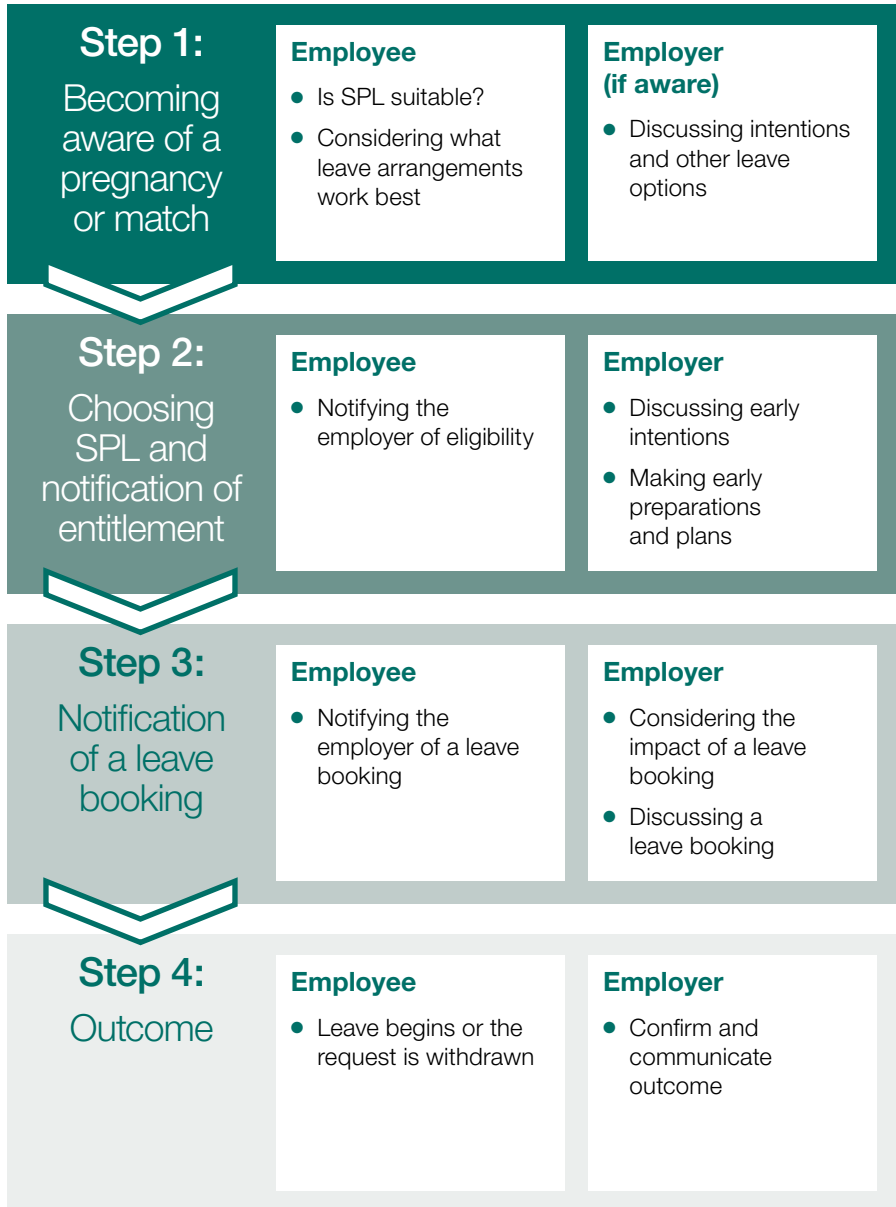 Step 1:
Becoming
aware of a
pregnancy
or match
Employee
● Is SPL suitable?
● Considering what
leave arrangements
work best
Employer
(if aware)
● Discussing intentions
and other leave
options
Step 2:
Choosing
SPL and
notification of
entitlement
Employee
● Notifying the
employer of eligibility
Employer
● Discussing early
intentions
● Making early
preparations
and plans
Step 3:
Notification
of a leave
booking
Employee
● Notifying the
employer of a leave
booking
Employer
● Considering the
impact of a leave
booking
● Discussing a
leave booking
Step 4:
Outcome
Employee
● Leave begins or the
request is withdrawn
Employer
● Confirm and
communicate
outcome